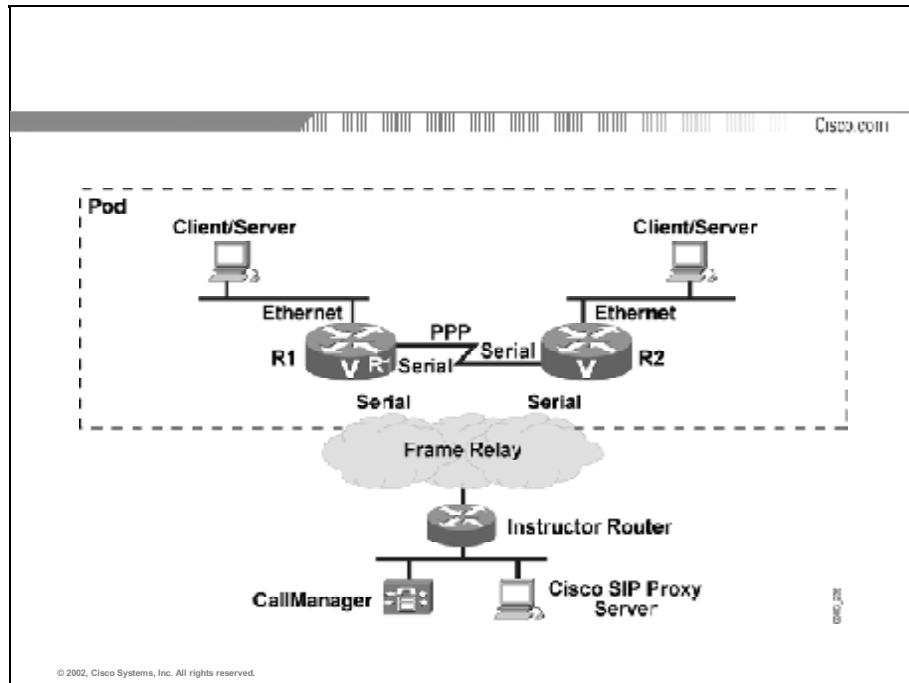 Cisco.com
Pod
Client/Server
Client/Server
Ethernet
Ethernet
PPP
R1
V
Serial
Serial
V
R2
Serial
Serial
Frame Relay
Instructor Router
CallManager
Cisco SIP Proxy
Server
© 2002, Cisco Systems, Inc. All rights reserved.